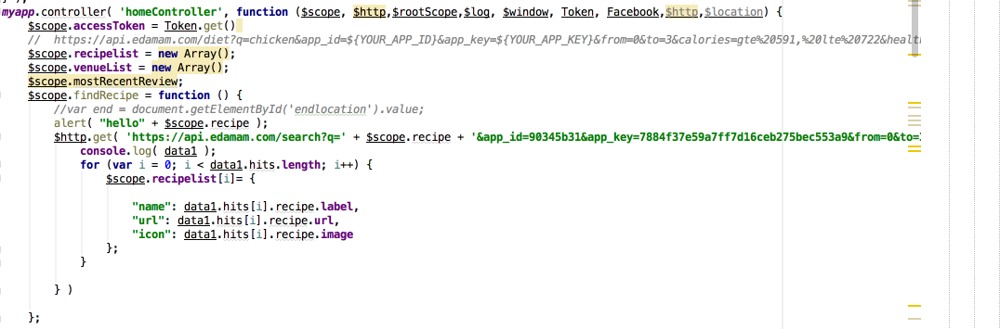 myapp.controller( 'homeController', function ($scope, $http,$rootScope,$log, $window, Token, Facebook,$http,$location) {
$scope.accessToken = Token.get()
// https://api.edamam.com/diet?q=chicken&app_id=${YOUR_APP_ID}&app_key=${YOUR_APP_KEY}&from=0&to=3&calories=gte%20591,%20lte%20722&healt
$scope.recipelist = new Array();
$scope.venueList = new Array();
$scope.mostRecentReview;
$scope.findRecipe = function () {
//var end = document.getElementById('endlocation').value;
alert( "hello" + $scope.recipe );
$http.get( 'https://api.edamam.com/search?q=' + $scope.recipe + '&app_id=90345b31&app_key=7884f37e59a7ff7d16ceb275bec553a9&from=0&to=
console.log( data1 );
for (var i = 0; i < data1.hits.length; i++) {
$scope.recipelist[i]= {
"name": data1.hits[i].recipe.label,
"url": data1.hits[i].recipe.url,
"icon": data1.hits[i].recipe.image
};
}
} )
};